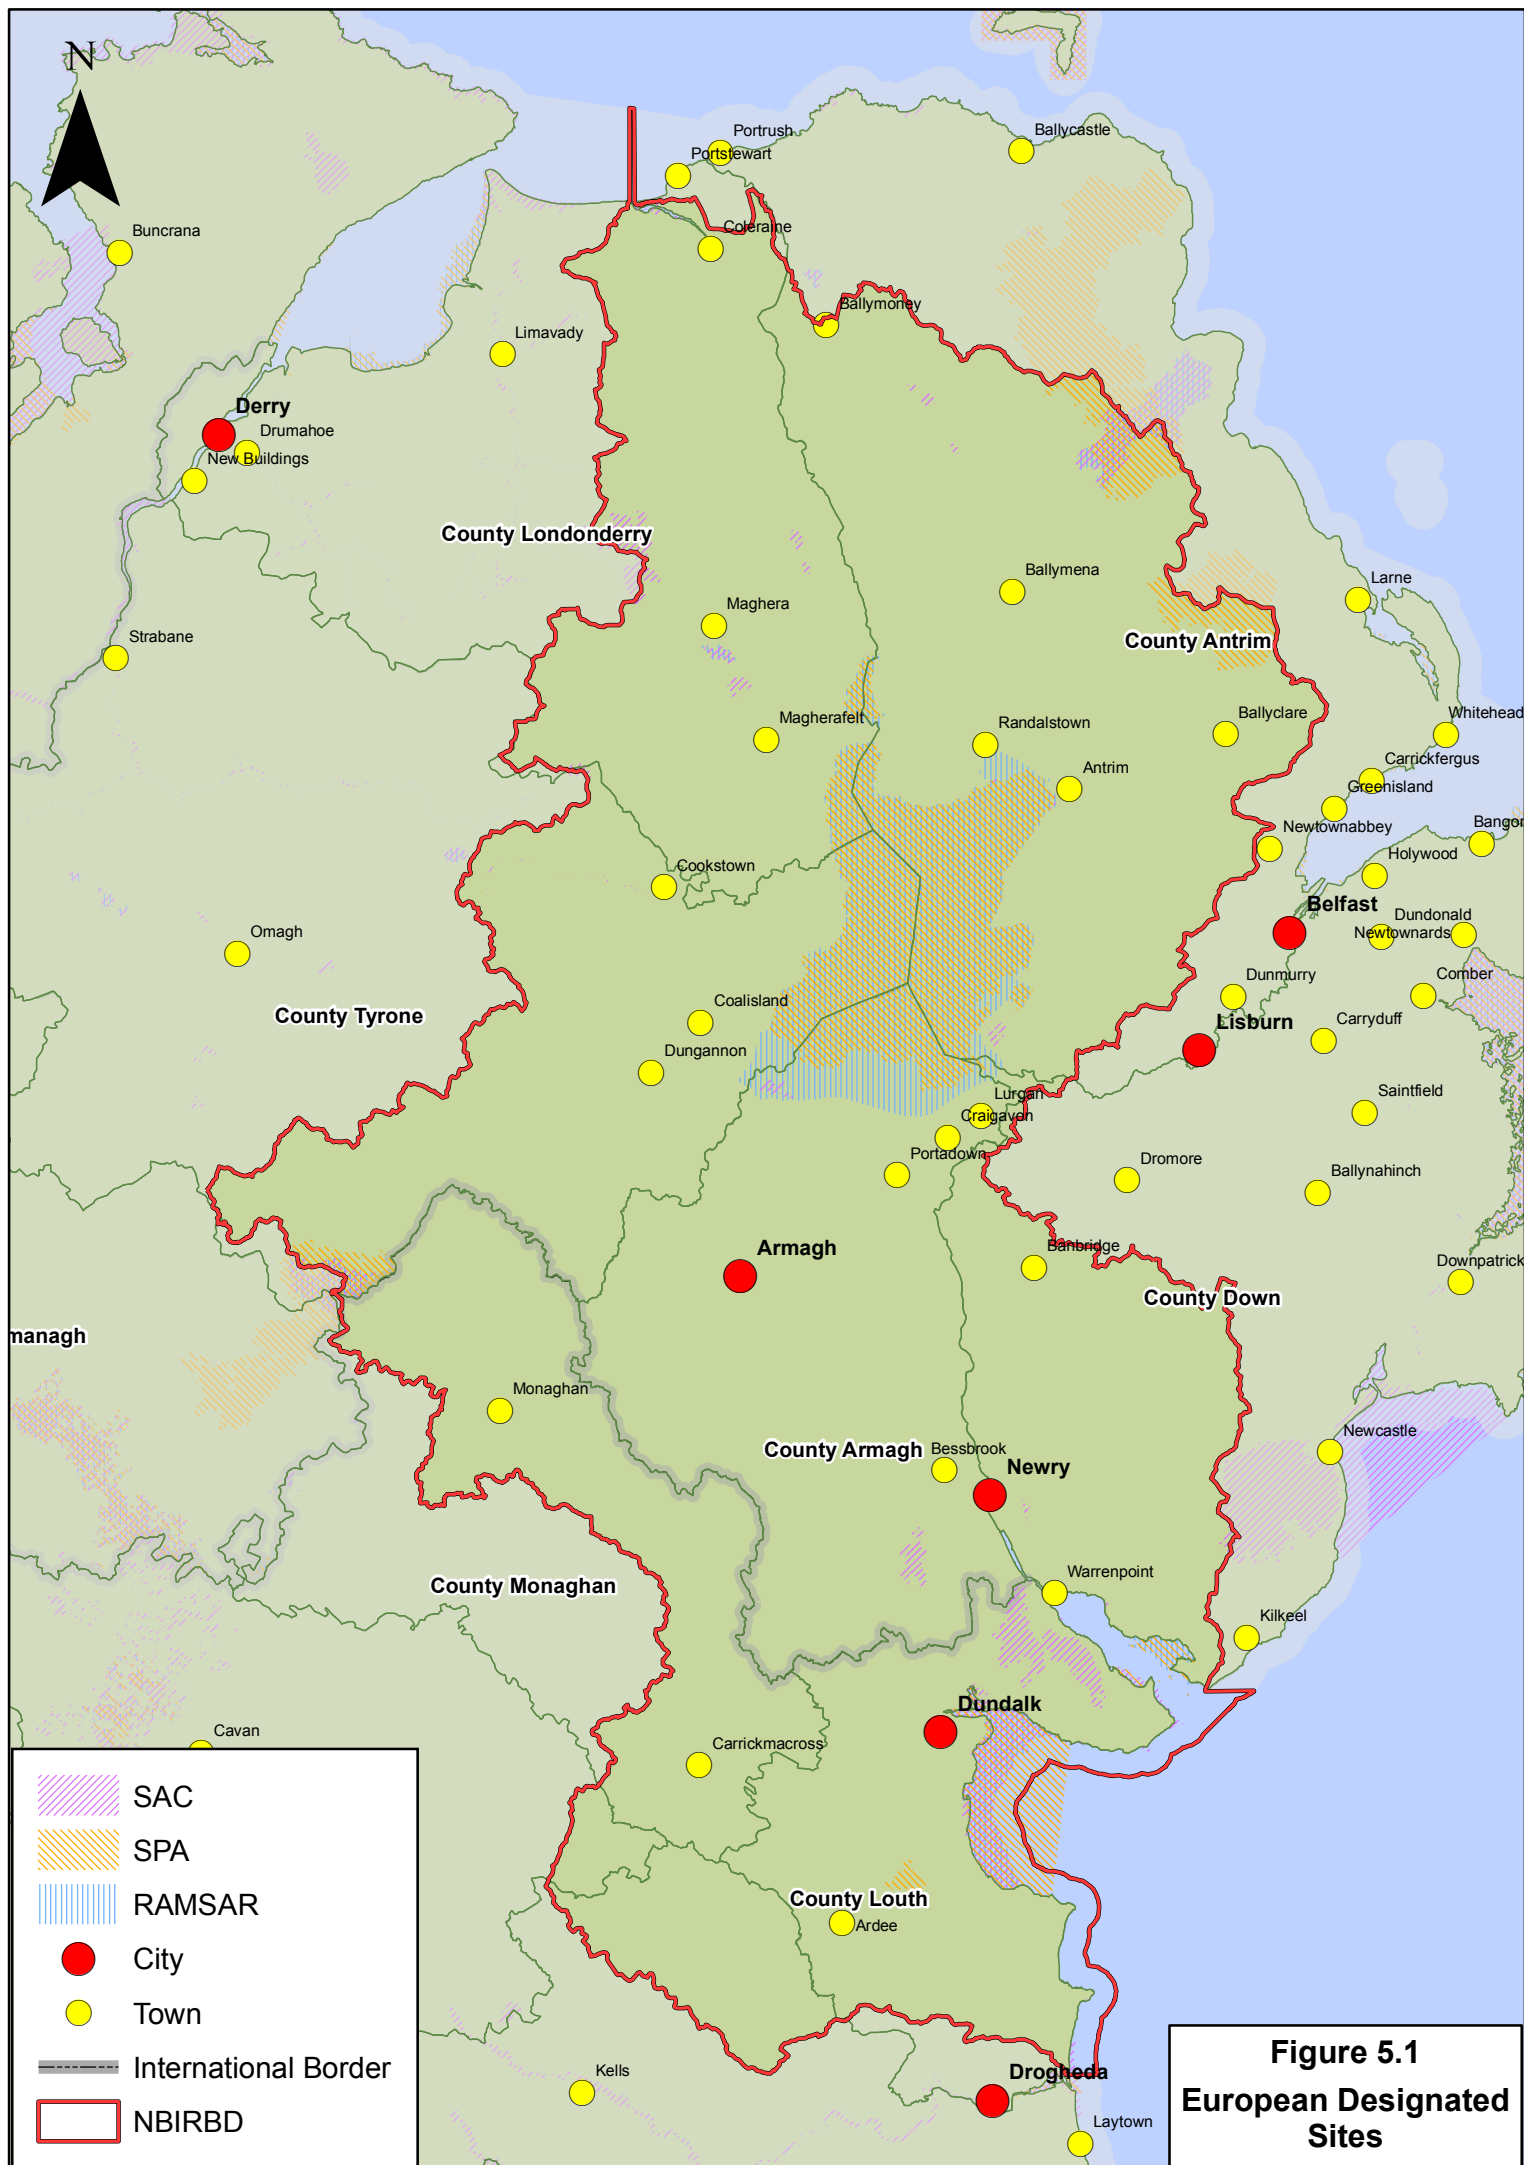 N
Portrush
Ballycastle
Portstewart
Buncrana
Coleraine
Ballymoney
Limavady
Derry
Drumahoe
New Buildings
County Londonderry
Ballymena
Larne
Maghera
County Antrim
Strabane
Magherafelt
Randalstown
Ballyclare
Whitehead
Antrim
Carrickfergus
Greenisland
Newtownabbey
Bangor
Cookstown
Holywood
Belfast
Dundonald
Newtownards
Omagh
Dunmurry
Comber
Coalisland
County Tyrone
Lisburn
Carryduff
Dungannon
Lurgan
Saintfield
Craigavon
Portadown
Dromore
Ballynahinch
Armagh
Banbridge
Downpatrick
County Down
managh
Monaghan
Newcastle
County Armagh
Bessbrook
Newry
County Monaghan
Warrenpoint
Kilkeel
Dundalk
Cavan
Carrickmacross
County Louth
Ardee
Kells
Drogheda
Laytown
SAC
SPA
RAMSAR
City
Town
International Border
NBIRBD
Figure 5.1
European Designated
Sites